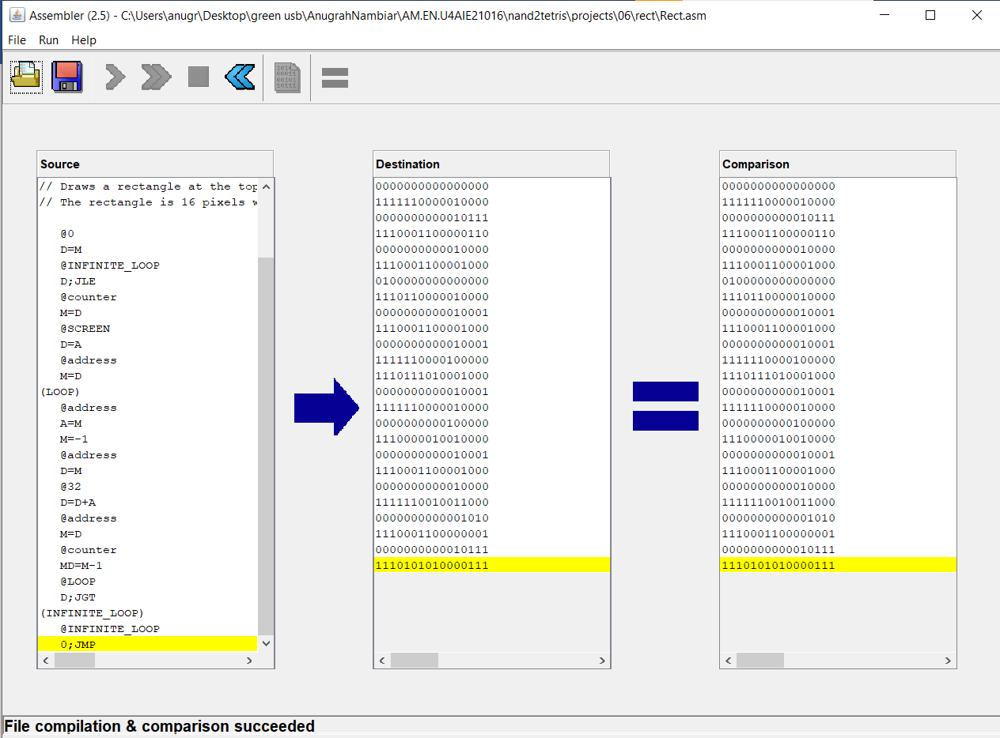 Assembler (2.5) - C:\Users\anugr\Desktop\green usb\AnugrahNambiar\AM.EN.U4AIE21016\nand2tetris\projects\06\rect\Rect.asm
File Run Help
Source
// Draws a rectangle at the top
// The rectangle is 16 pixels w
@0
D=M
@INFINITE_LOOP
D;JLE
@counter
M=D
@SCREEN
D=A
@address
M=D
(LOOP)
@address
A=M
M=-1
@address
D=M
@32
D=D+A
@address
M=D
@counter
MD=M-1
@LOOP
D;JGT
(INFINITE_LOOP)
@INFINITE_LOOP
0;JMP
Destination
0000000000000000
1111110000010000
0000000000010111
1110001100000110
0000000000010000
1110001100001000
0100000000000000
1110110000010000
0000000000010001
1110001100001000
0000000000010001
1111110000100000
1110111010001000
0000000000010001
1111110000010000
0000000000100000
1110000010010000
0000000000010001
1110001100001000
0000000000010000
1111110010011000
0000000000001010
1110001100000001
0000000000010111
1110101010000111
Comparison
0000000000000000
1111110000010000
0000000000010111
1110001100000110
0000000000010000
1110001100001000
0100000000000000
1110110000010000
0000000000010001
1110001100001000
0000000000010001
1111110000100000
1110111010001000
0000000000010001
1111110000010000
0000000000100000
1110000010010000
0000000000010001
1110001100001000
0000000000010000
1111110010011000
0000000000001010
1110001100000001
0000000000010111
1110101010000111
File compilation & comparison succeeded